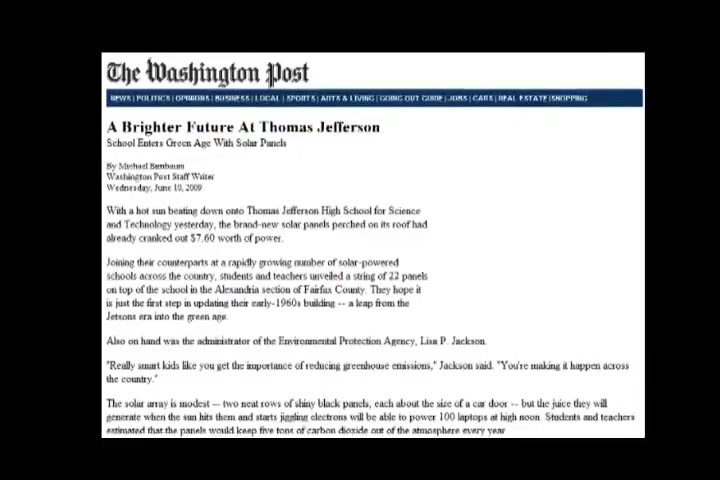 The Washington Post
NEWS | POLITICS | OPINIONS | BUSINESS | LOCAL | SPORTS | ARTS & LIVING | GOING OUT GUIDE | JOBS | CARS | REAL ESTATE | SHOPPING
A Brighter Future At Thomas Jefferson
School Enters Green Age With Solar Panels
By Michael Birnbaum
Washington Post Staff Writer
Wednesday, June 10, 2009
With a hot sun beating down onto Thomas Jefferson High School for Science
and Technology yesterday, the brand-new solar panels perched on its roof had
already cranked out $7.60 worth of power.
Joining their counterparts at a rapidly growing number of solar-powered
schools across the country, students and teachers unveiled a string of 22 panels
on top of the school in the Alexandria section of Fairfax County. They hope it
is just the first step in updating their early-1960s building -- a leap from the
Jetsons era into the green age.
Also on hand was the administrator of the Environmental Protection Agency, Lisa P. Jackson.
"Really smart kids like you get the importance of reducing greenhouse emissions," Jackson said. "You're making it happen across
the country."
The solar array is modest -- two neat rows of shiny black panels, each about the size of a car door -- but the juice they will
generate when the sun hits them and starts jiggling electrons will be able to power 100 laptops at high noon. Students and teachers
estimated that the panels would keep five tons of carbon dioxide out of the atmosphere every year